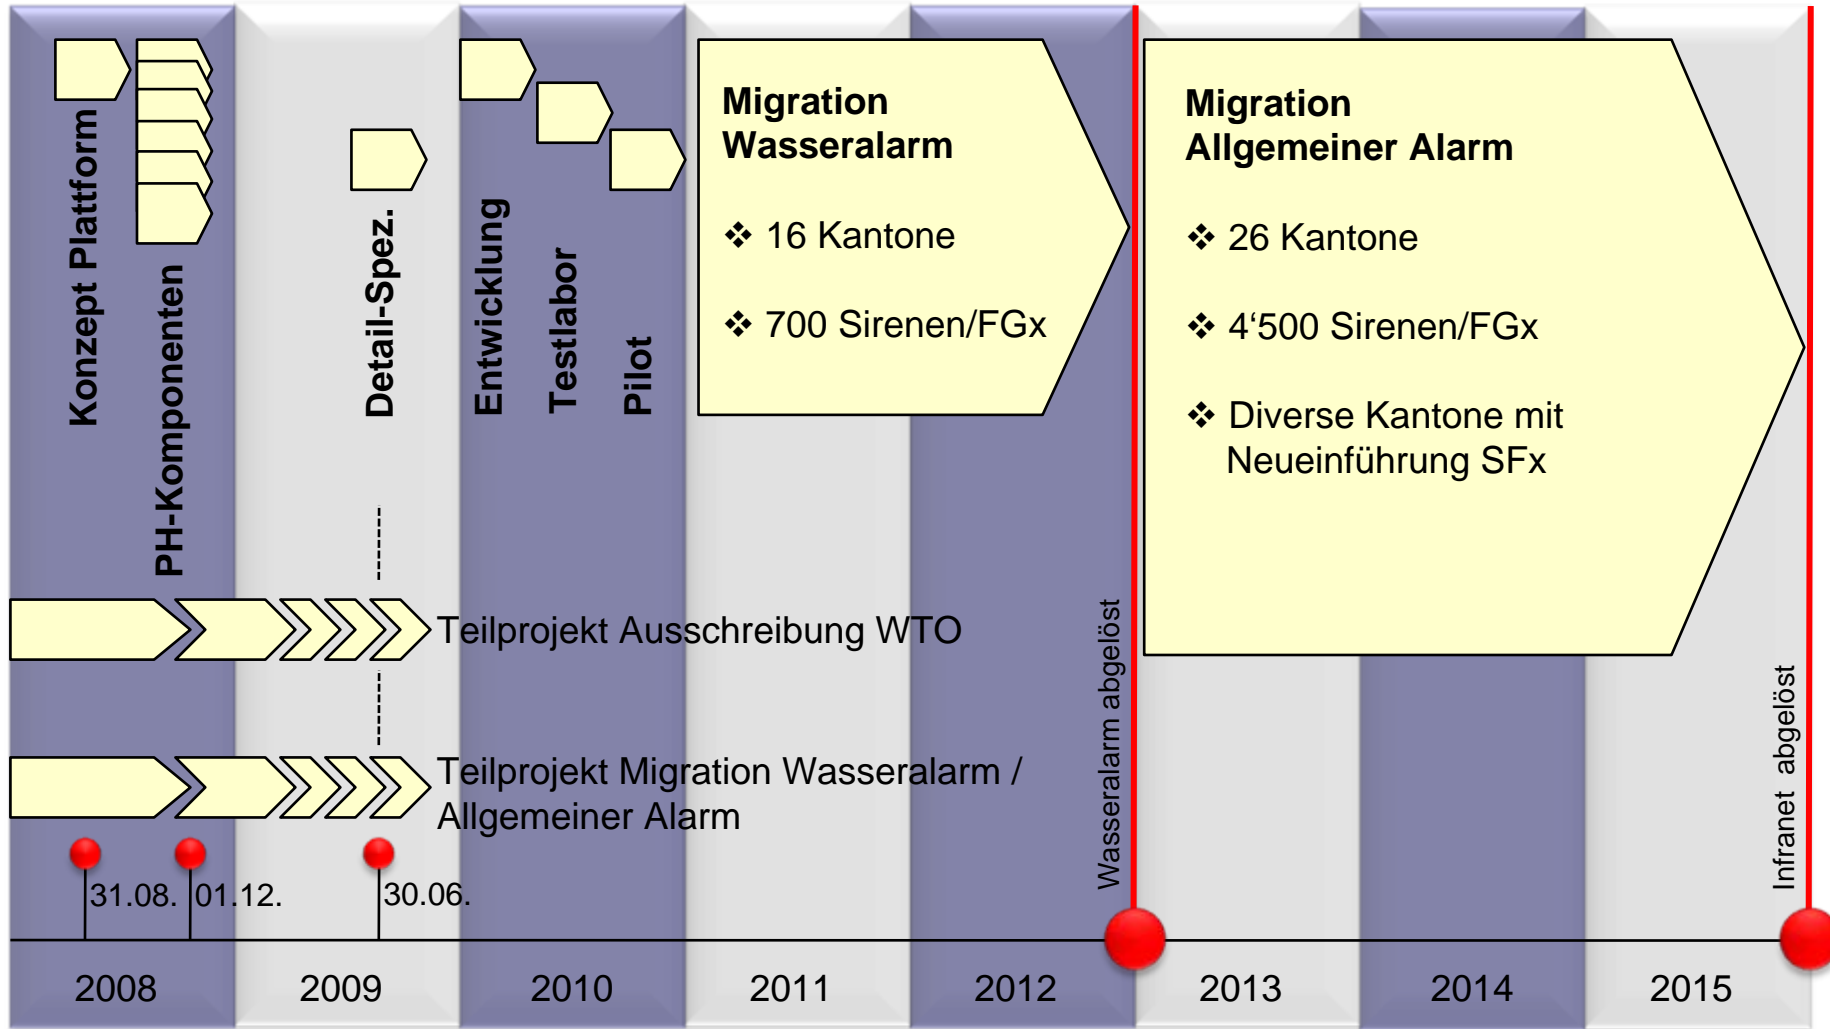 Konzept Plattform
PH-Komponenten
Detail-Spez.
Entwicklung
Testlabor
Pilot
Migration
Wasseralarm
❖ 16 Kantone
❖ 700 Sirenen/FGx
Migration
Allgemeiner Alarm
❖ 26 Kantone
❖ 4‘500 Sirenen/FGx
❖ Diverse Kantone mit
Neueinführung SFx
Teilprojekt Ausschreibung WTO
Teilprojekt Migration Wasseralarm /
Allgemeiner Alarm
Wasseralarm abgelöst
Infranet abgelöst
31.08.
01.12.
30.06.
2008
2009
2010
2011
2012
2013
2014
2015